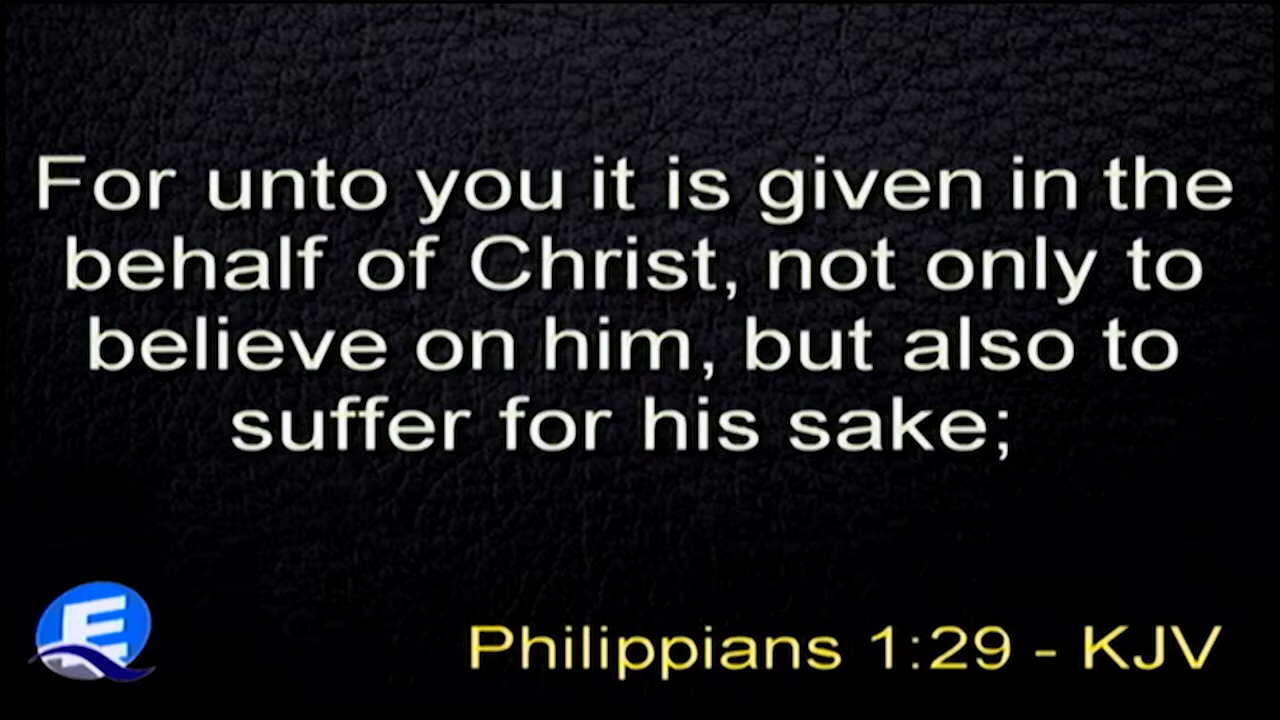 For unto you it is given in the
behalf of Christ, not only to
believe on him, but also to
suffer for his sake;
E
Philippians 1:29 - KJV